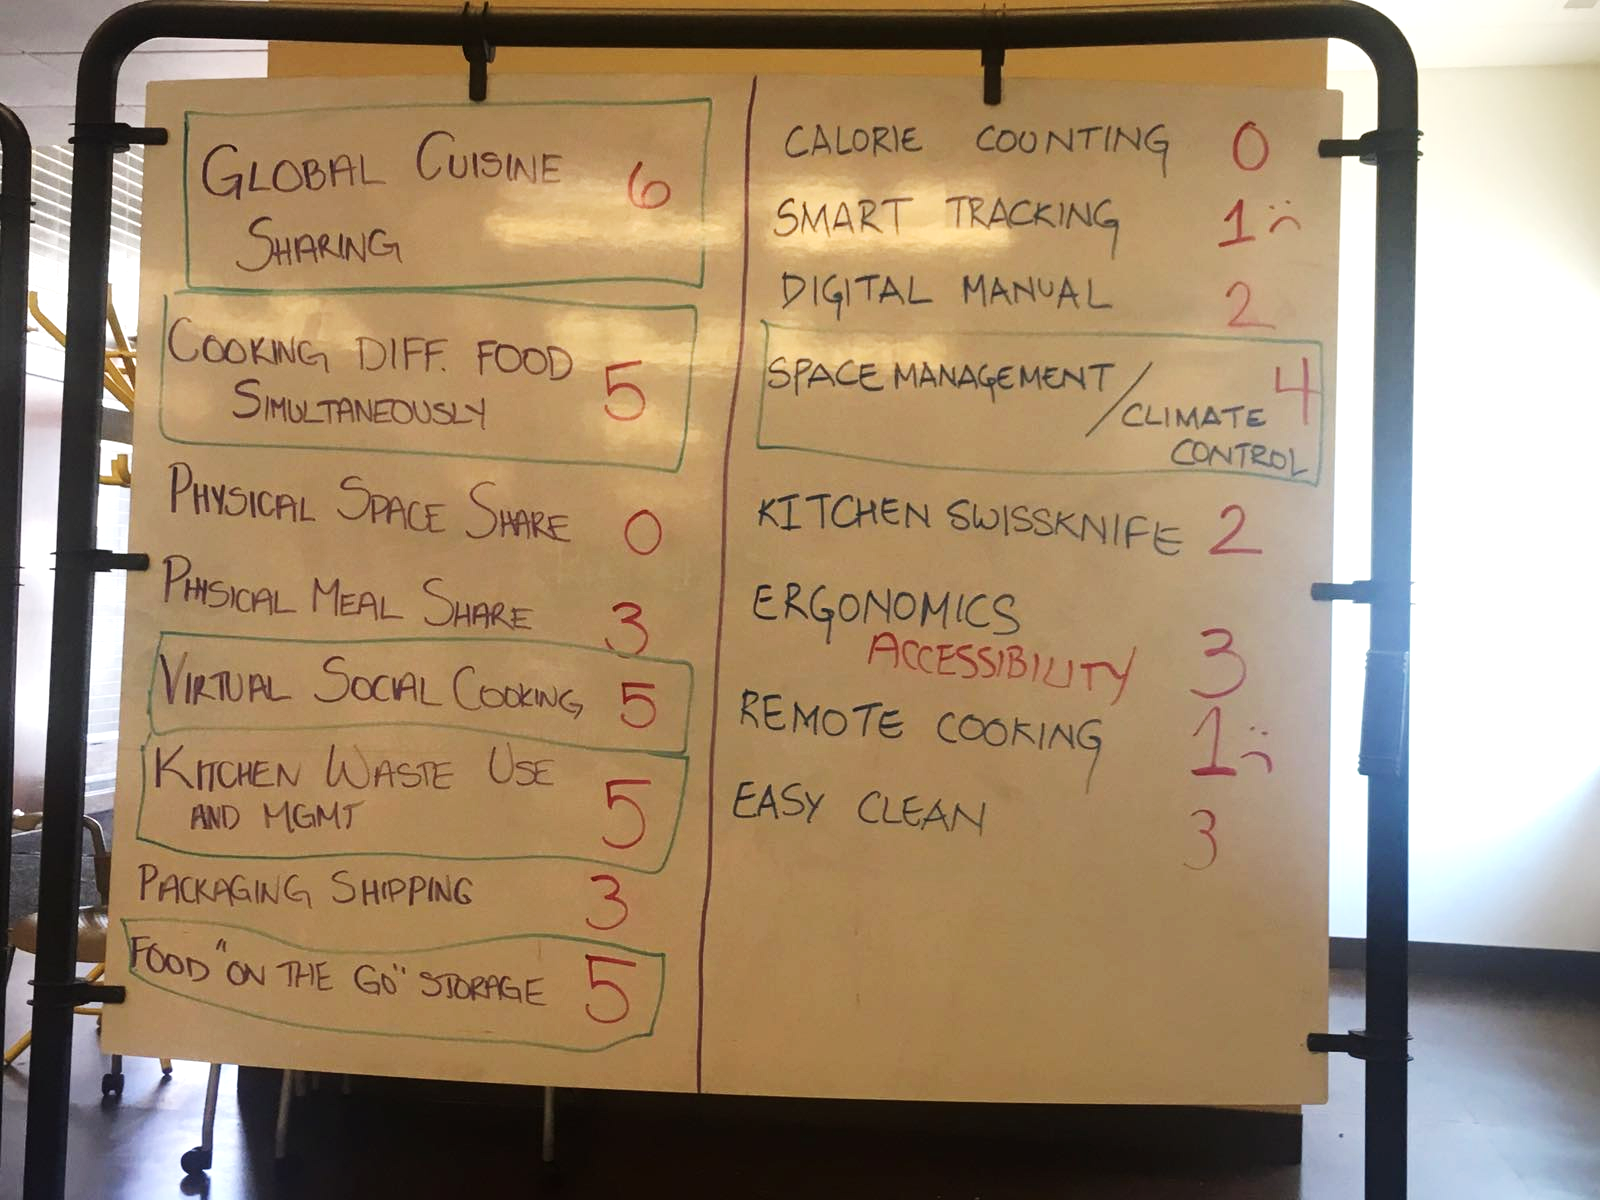 GLOBAL CUISINE 6
SHARING
COOKING DIFF. FOOD
SIMULTANEOUSLY 5
PHYSICAL SPACE SHARE 0
PHYSICAL MEAL SHARE 3
VIRTUAL SOCIAL COOKING 5
KITCHEN WASTE USE
AND MGMT 5
PACKAGING SHIPPING 3
FOOD "ON THE GO" STORAGE 5
CALORIE COUNTING 0
SMART TRACKING 1 :(
DIGITAL MANUAL 2
SPACE MANAGEMENT/ 4
CLIMATE
CONTROL
KITCHEN SWISSKNIFE 2
ERGONOMICS
ACCESSIBILITY 3
REMOTE COOKING 1 :(
EASY CLEAN 3